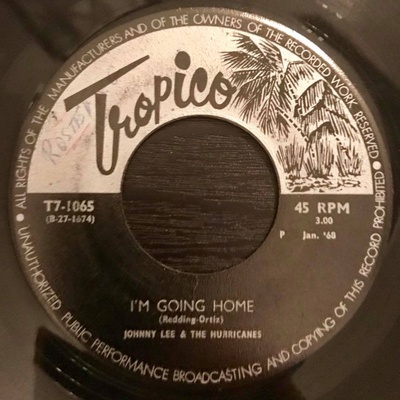 ALL RIGHTS OF THE MANUFACTURERS AND OF THE OWNERS OF THE RECORDED WORK RESERVED
Tropico
T7-1065
(B-27-1674)
45 RPM
3.00
P Jan. '68
I'M GOING HOME
(Redding-Ortiz)
JOHNNY LEE & THE HURRICANES
UNAUTHORIZED PUBLIC PERFORMANCE BROADCASTING AND COPYING OF THIS RECORD PROHIBITED